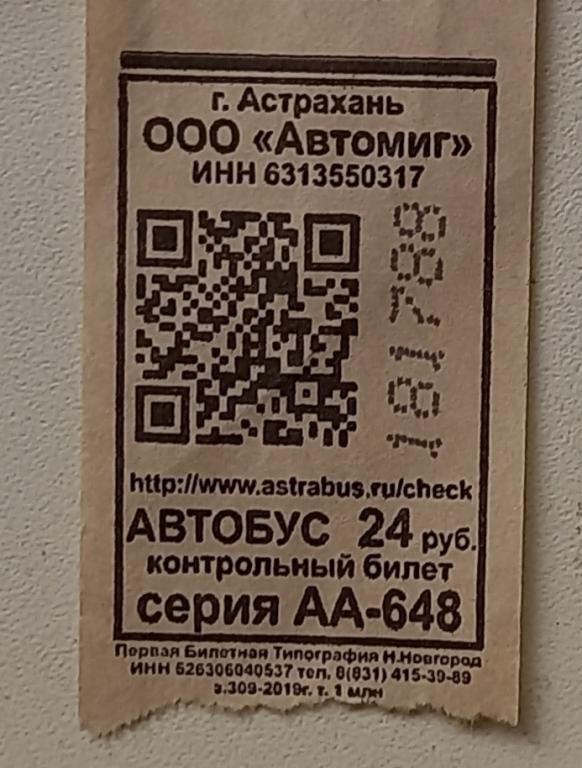 г. Астрахань
ООО «Автомиг»
ИНН 6313550317
181788
http://www.astrabus.ru/check
АВТОБУС 24 руб.
контрольный билет
серия АА-648
Первая Билетная Типография Н.Новгород
ИНН 526306040537 тел. 8(831) 415-39-89
з.309-2019г. т. 1 млн